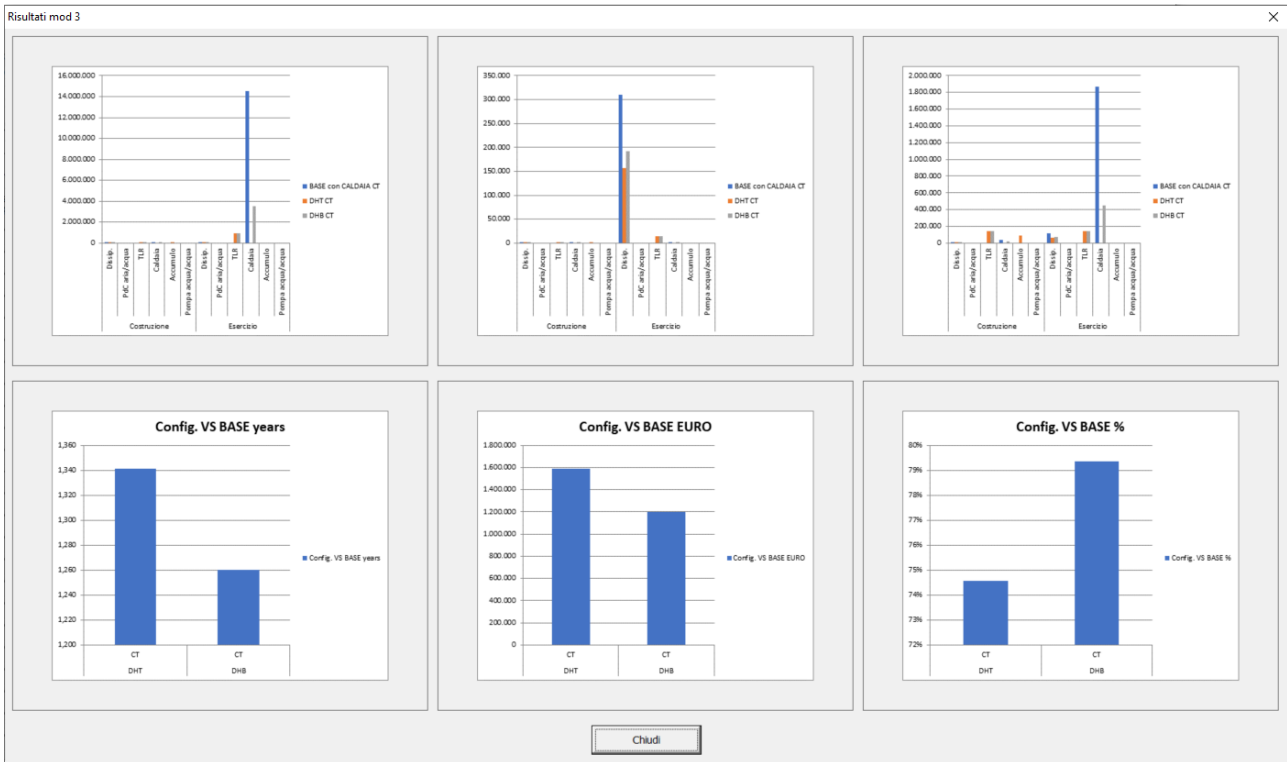 Risultati mod 3
16.000.000
14.000.000
12.000.000
10.000.000
8.000.000
6.000.000
4.000.000
2.000.000
0
Dissip.
PdC aria/acqua
TLR
Caldaia
Accumulo
Pompa acqua/acqua
Dissip.
PdC aria/acqua
TLR
Caldaia
Accumulo
Pompa acqua/acqua
Costruzione
Esercizio
BASE con CALDAIA CT
DHT CT
DHB CT
350.000
300.000
250.000
200.000
150.000
100.000
50.000
0
Dissip.
PdC aria/acqua
TLR
Caldaia
Accumulo
Pompa acqua/acqua
Dissip.
PdC aria/acqua
TLR
Caldaia
Accumulo
Pompa acqua/acqua
Costruzione
Esercizio
BASE con CALDAIA CT
DHT CT
DHB CT
2.000.000
1.800.000
1.600.000
1.400.000
1.200.000
1.000.000
800.000
600.000
400.000
200.000
0
Dissip.
PdC aria/acqua
TLR
Caldaia
Accumulo
Pompa acqua/acqua
Dissip.
PdC aria/acqua
TLR
Caldaia
Accumulo
Pompa acqua/acqua
Costruzione
Esercizio
BASE con CALDAIA CT
DHT CT
DHB CT
Config. VS BASE years
1,360
1,340
1,320
1,300
1,280
1,260
1,240
1,220
1,200
CT
CT
DHT
DHB
Config. VS BASE years
Config. VS BASE EURO
1.800.000
1.600.000
1.400.000
1.200.000
1.000.000
800.000
600.000
400.000
200.000
0
CT
CT
DHT
DHB
Config. VS BASE EURO
Config. VS BASE %
80%
79%
78%
77%
76%
75%
74%
73%
72%
CT
CT
DHT
DHB
Config. VS BASE %
Chiudi